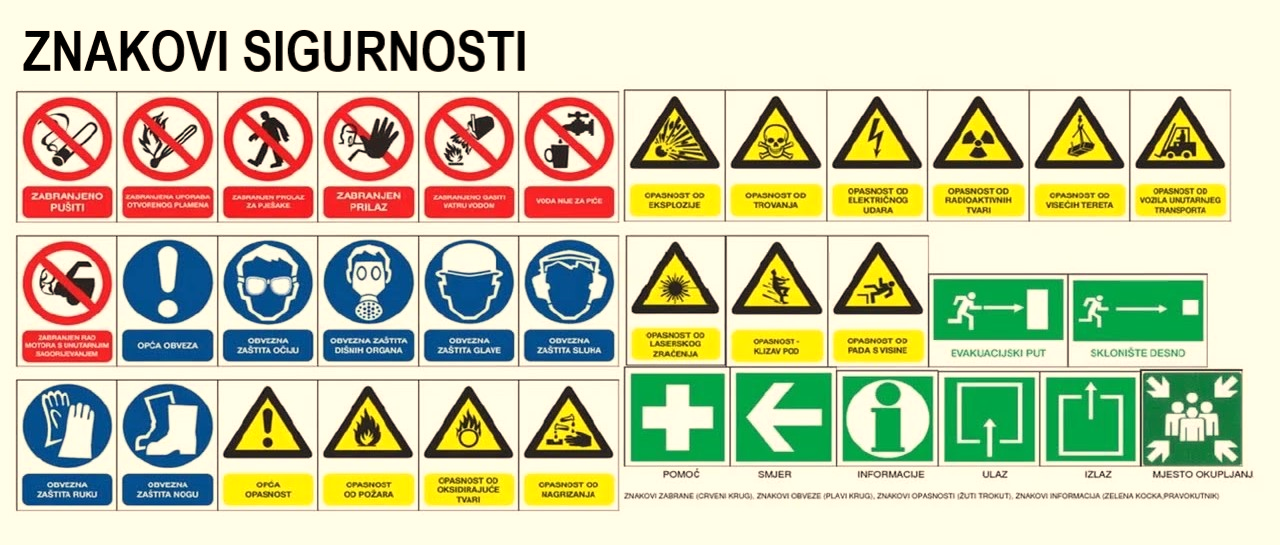 ZNAKOVI SIGURNOSTI
ZABRANJENO
PUŠITI
ZABRANJENA UPORABA
OTVORENOG PLAMENA
ZABRANJEN PROLAZ
ZA PJEŠAKE
ZABRANJEN
PRILAZ
ZABRANJENO GASITI
VATRU VODOM
VODA NIJE ZA PIĆE
OPASNOST OD
EKSPLOZIJE
OPASNOST OD
TROVANJA
OPASNOST OD
ELEKTRIČNOG
UDARA
OPASNOST OD
RADIOAKTIVNIH
TVARI
OPASNOST OD
VISEĆIH TERETA
OPASNOST OD
VOZILA UNUTARNJEG
TRANSPORTA
ZABRANJEN RAD
MOTORA S UNUTARNJIM
SAGORIJEVANJEM
OPĆA OBVEZA
OBVEZNA
ZAŠTITA OČIJU
OBVEZNA ZAŠTITA
DIŠNIH ORGANA
OBVEZNA
ZAŠTITA GLAVE
OBVEZNA
ZAŠTITA SLUHA
OPASNOST OD
LASERSKOG
ZRAČENJA
OPASNOST -
KLIZAV POD
OPASNOST OD
PADA S VISINE
EVAKUACIJSKI PUT
SKLONIŠTE DESNO
OBVEZNA
ZAŠTITA RUKU
OBVEZNA
ZAŠTITA NOGU
OPĆA
OPASNOST
OPASNOST
OD POŽARA
OPASNOST OD
OKSIDIRAJUĆE
TVARI
OPASNOST OD
NAGRIZANJA
POMOĆ
SMJER
INFORMACIJE
ULAZ
IZLAZ
MJESTO OKUPLJANJ
ZNAKOVI ZABRANE (CRVENI KRUG), ZNAKOVI OBVEZE (PLAVI KRUG), ZNAKOVI OPASNOSTI (ŽUTI TROKUT), ZNAKOVI INFORMACIJA (ZELENA KOCKA,PRAVOKUTNIK)